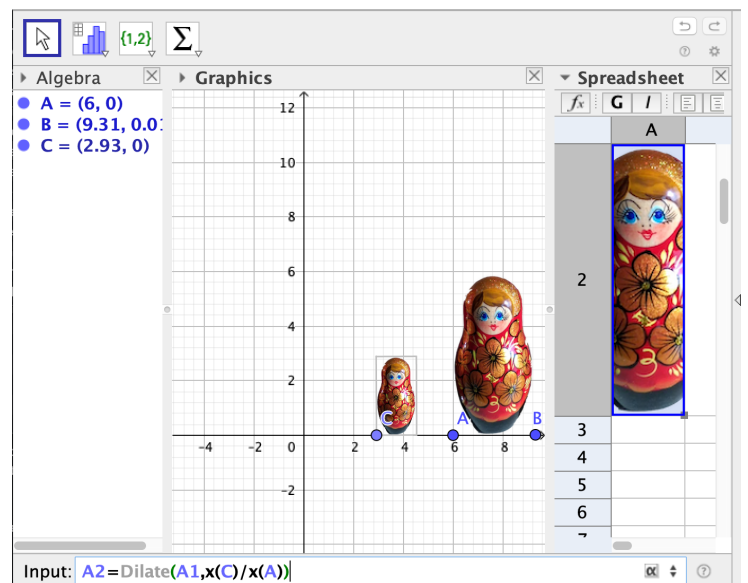 {1,2} Σ
Algebra
A = (6, 0)
B = (9.31, 0.01
C = (2.93, 0)
Graphics
12
10
8
6
4
2
-4 -2 0 2 4 6 8
-2
C A B
Spreadsheet
fx G I
A
2
3
4
5
6
Input: A2=Dilate(A1,x(C)/x(A)) α